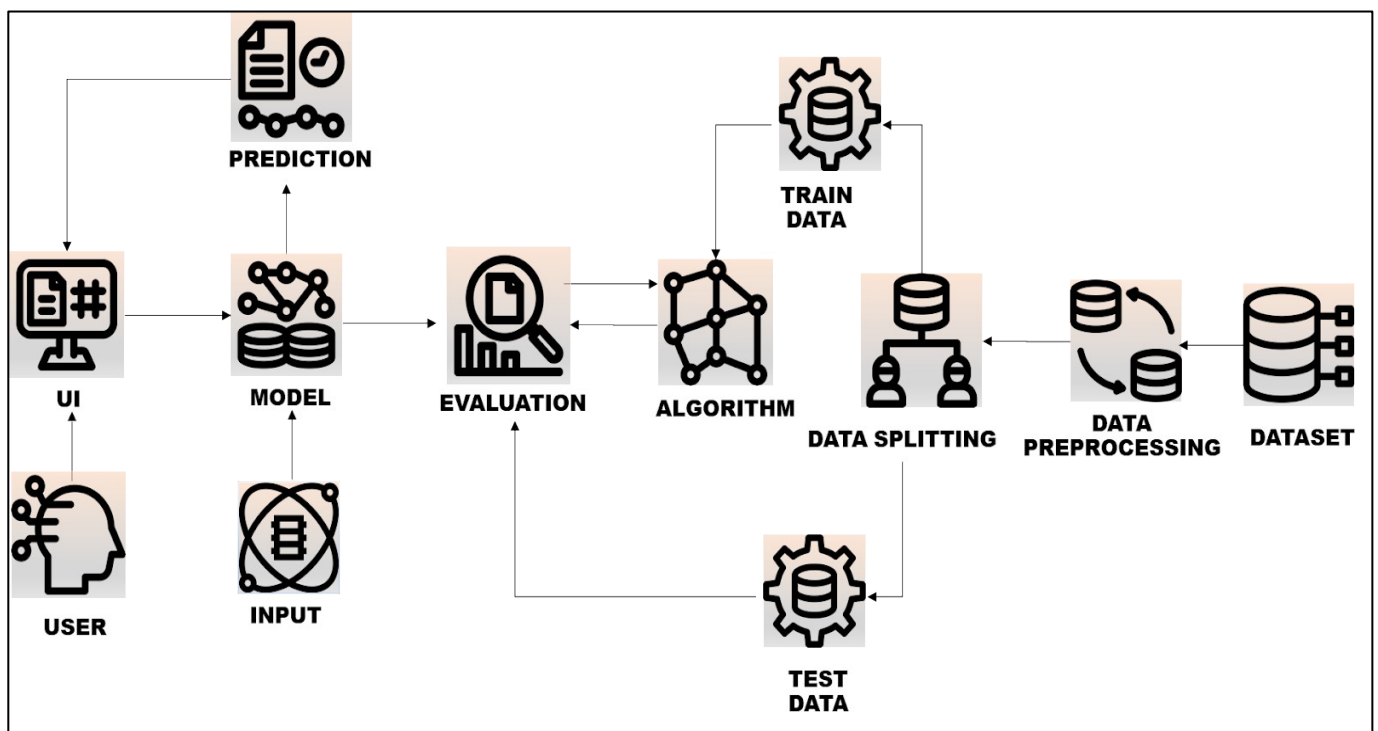 PREDICTION
TRAIN
DATA
UI
MODEL
EVALUATION
ALGORITHM
DATA SPLITTING
DATA
PREPROCESSING
DATASET
USER
INPUT
TEST
DATA